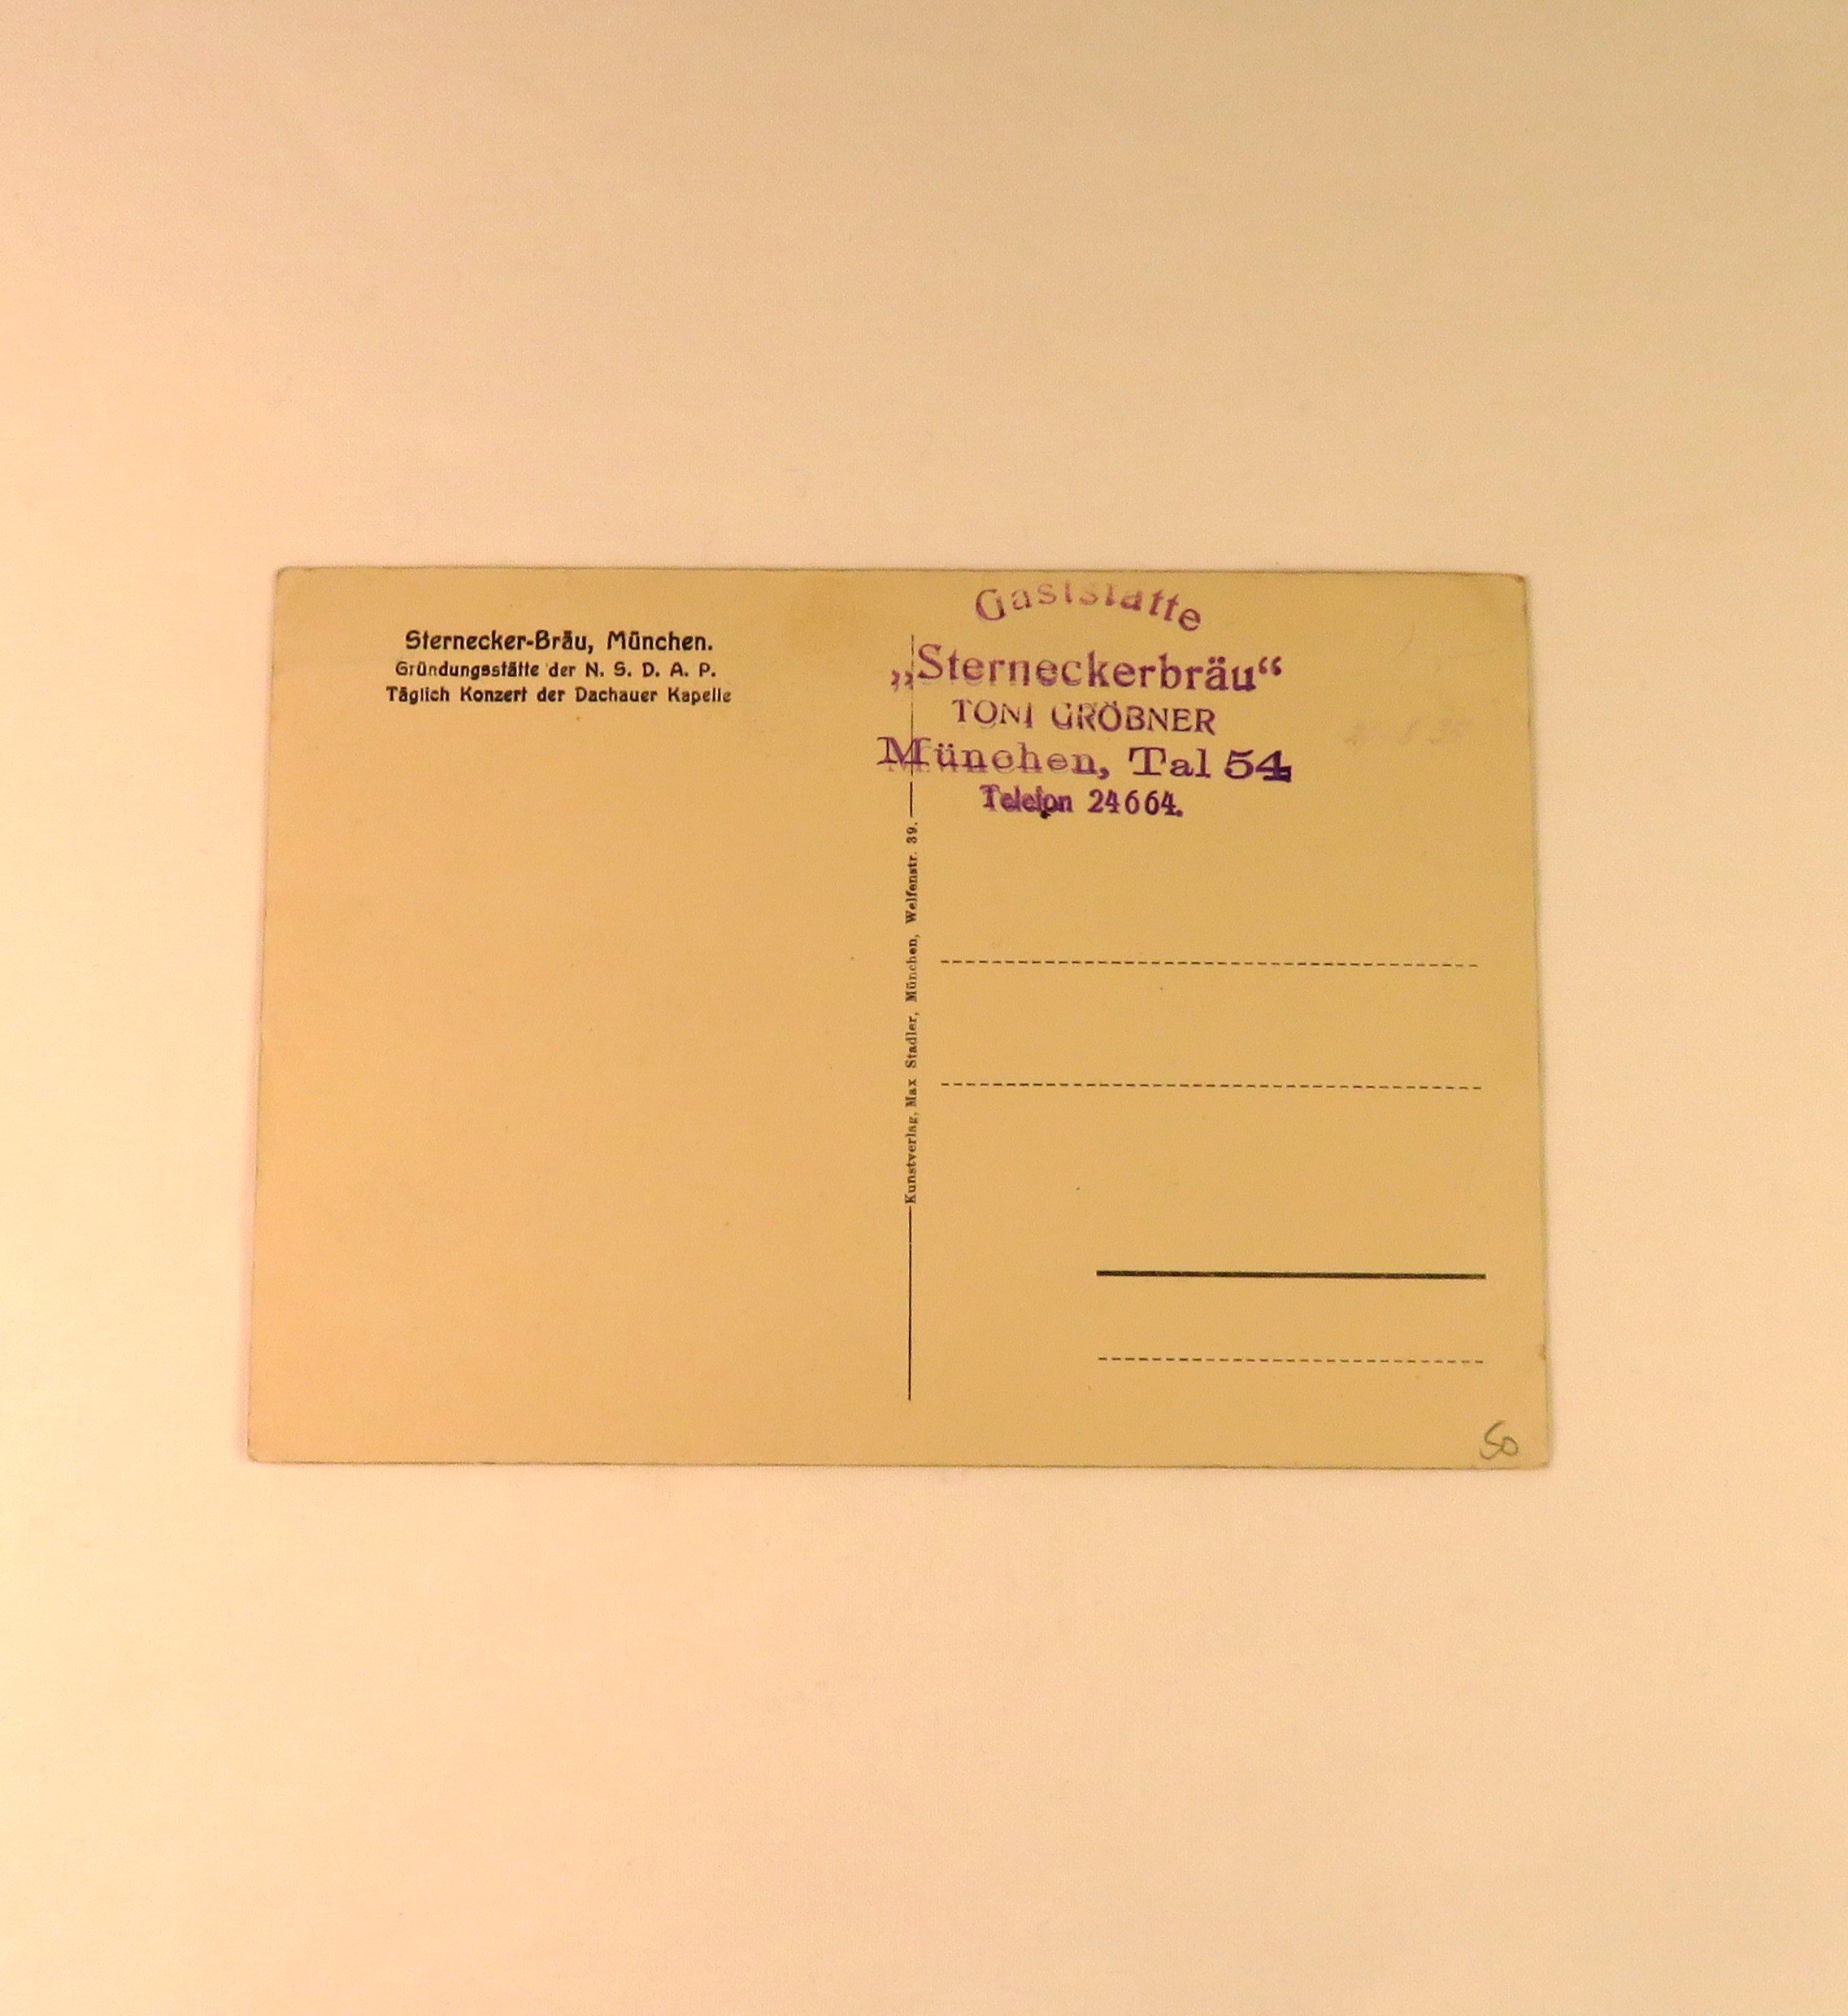 Sternecker-Bräu, München.
Gründungsstätte der N. S. D. A. P.
Täglich Konzert der Dachauer Kapelle
Gaststätte
„Sterneckerbräu“
TONI GRÖBNER
München, Tal 54
Telefon 24664.
Kunstverlag, Max Stadler, München, Welfenstr. 39.
50